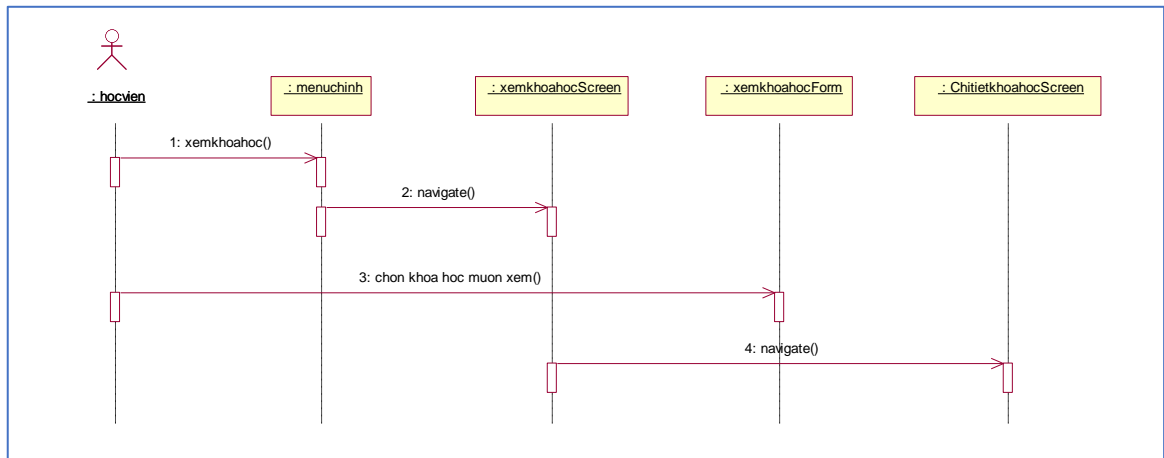 : hocvien
: menuchinh
: xemkhoahocScreen
: xemkhoahocForm
: ChitietkhoahocScreen
1: xemkhoahoc()
2: navigate()
3: chon khoa hoc muon xem()
4: navigate()